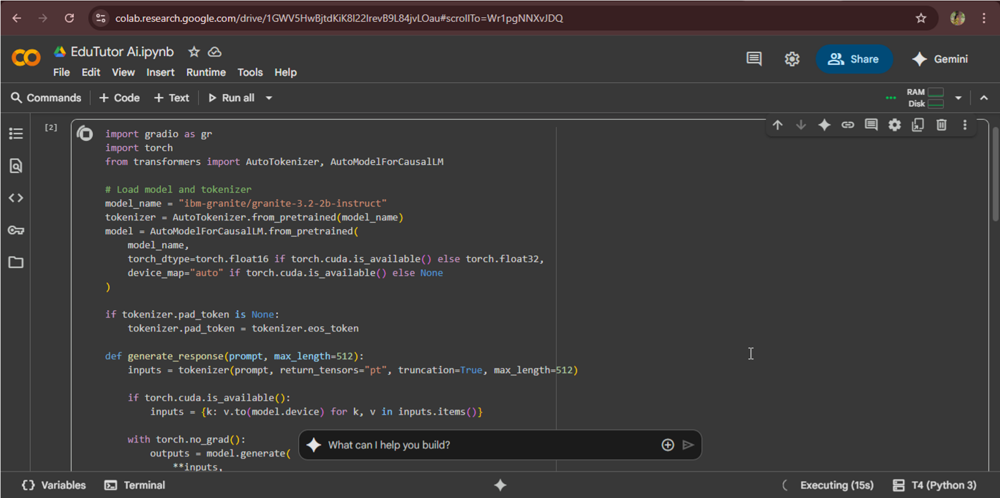 colab.research.google.com/drive/1GWV5HwBjtdKiK8I22IrevB9L84jvLOau#scrollTo=Wr1pgNNXvJDQ
EduTutor Ai.ipynb
File Edit View Insert Runtime Tools Help
Share
Gemini
Commands + Code + Text Run all
RAM
Disk
[2]
import gradio as gr
import torch
from transformers import AutoTokenizer, AutoModelForCausalLM
# Load model and tokenizer
model_name = "ibm-granite/granite-3.2-2b-instruct"
tokenizer = AutoTokenizer.from_pretrained(model_name)
model = AutoModelForCausalLM.from_pretrained(
    model_name,
    torch_dtype=torch.float16 if torch.cuda.is_available() else torch.float32,
    device_map="auto" if torch.cuda.is_available() else None
)
if tokenizer.pad_token is None:
    tokenizer.pad_token = tokenizer.eos_token
def generate_response(prompt, max_length=512):
    inputs = tokenizer(prompt, return_tensors="pt", truncation=True, max_length=512)
    if torch.cuda.is_available():
        inputs = {k: v.to(model.device) for k, v in inputs.items()}
    with torch.no_grad():
        outputs = model.generate(
            **inputs,
What can I help you build?
{} Variables
Terminal
Executing (15s)
T4 (Python 3)